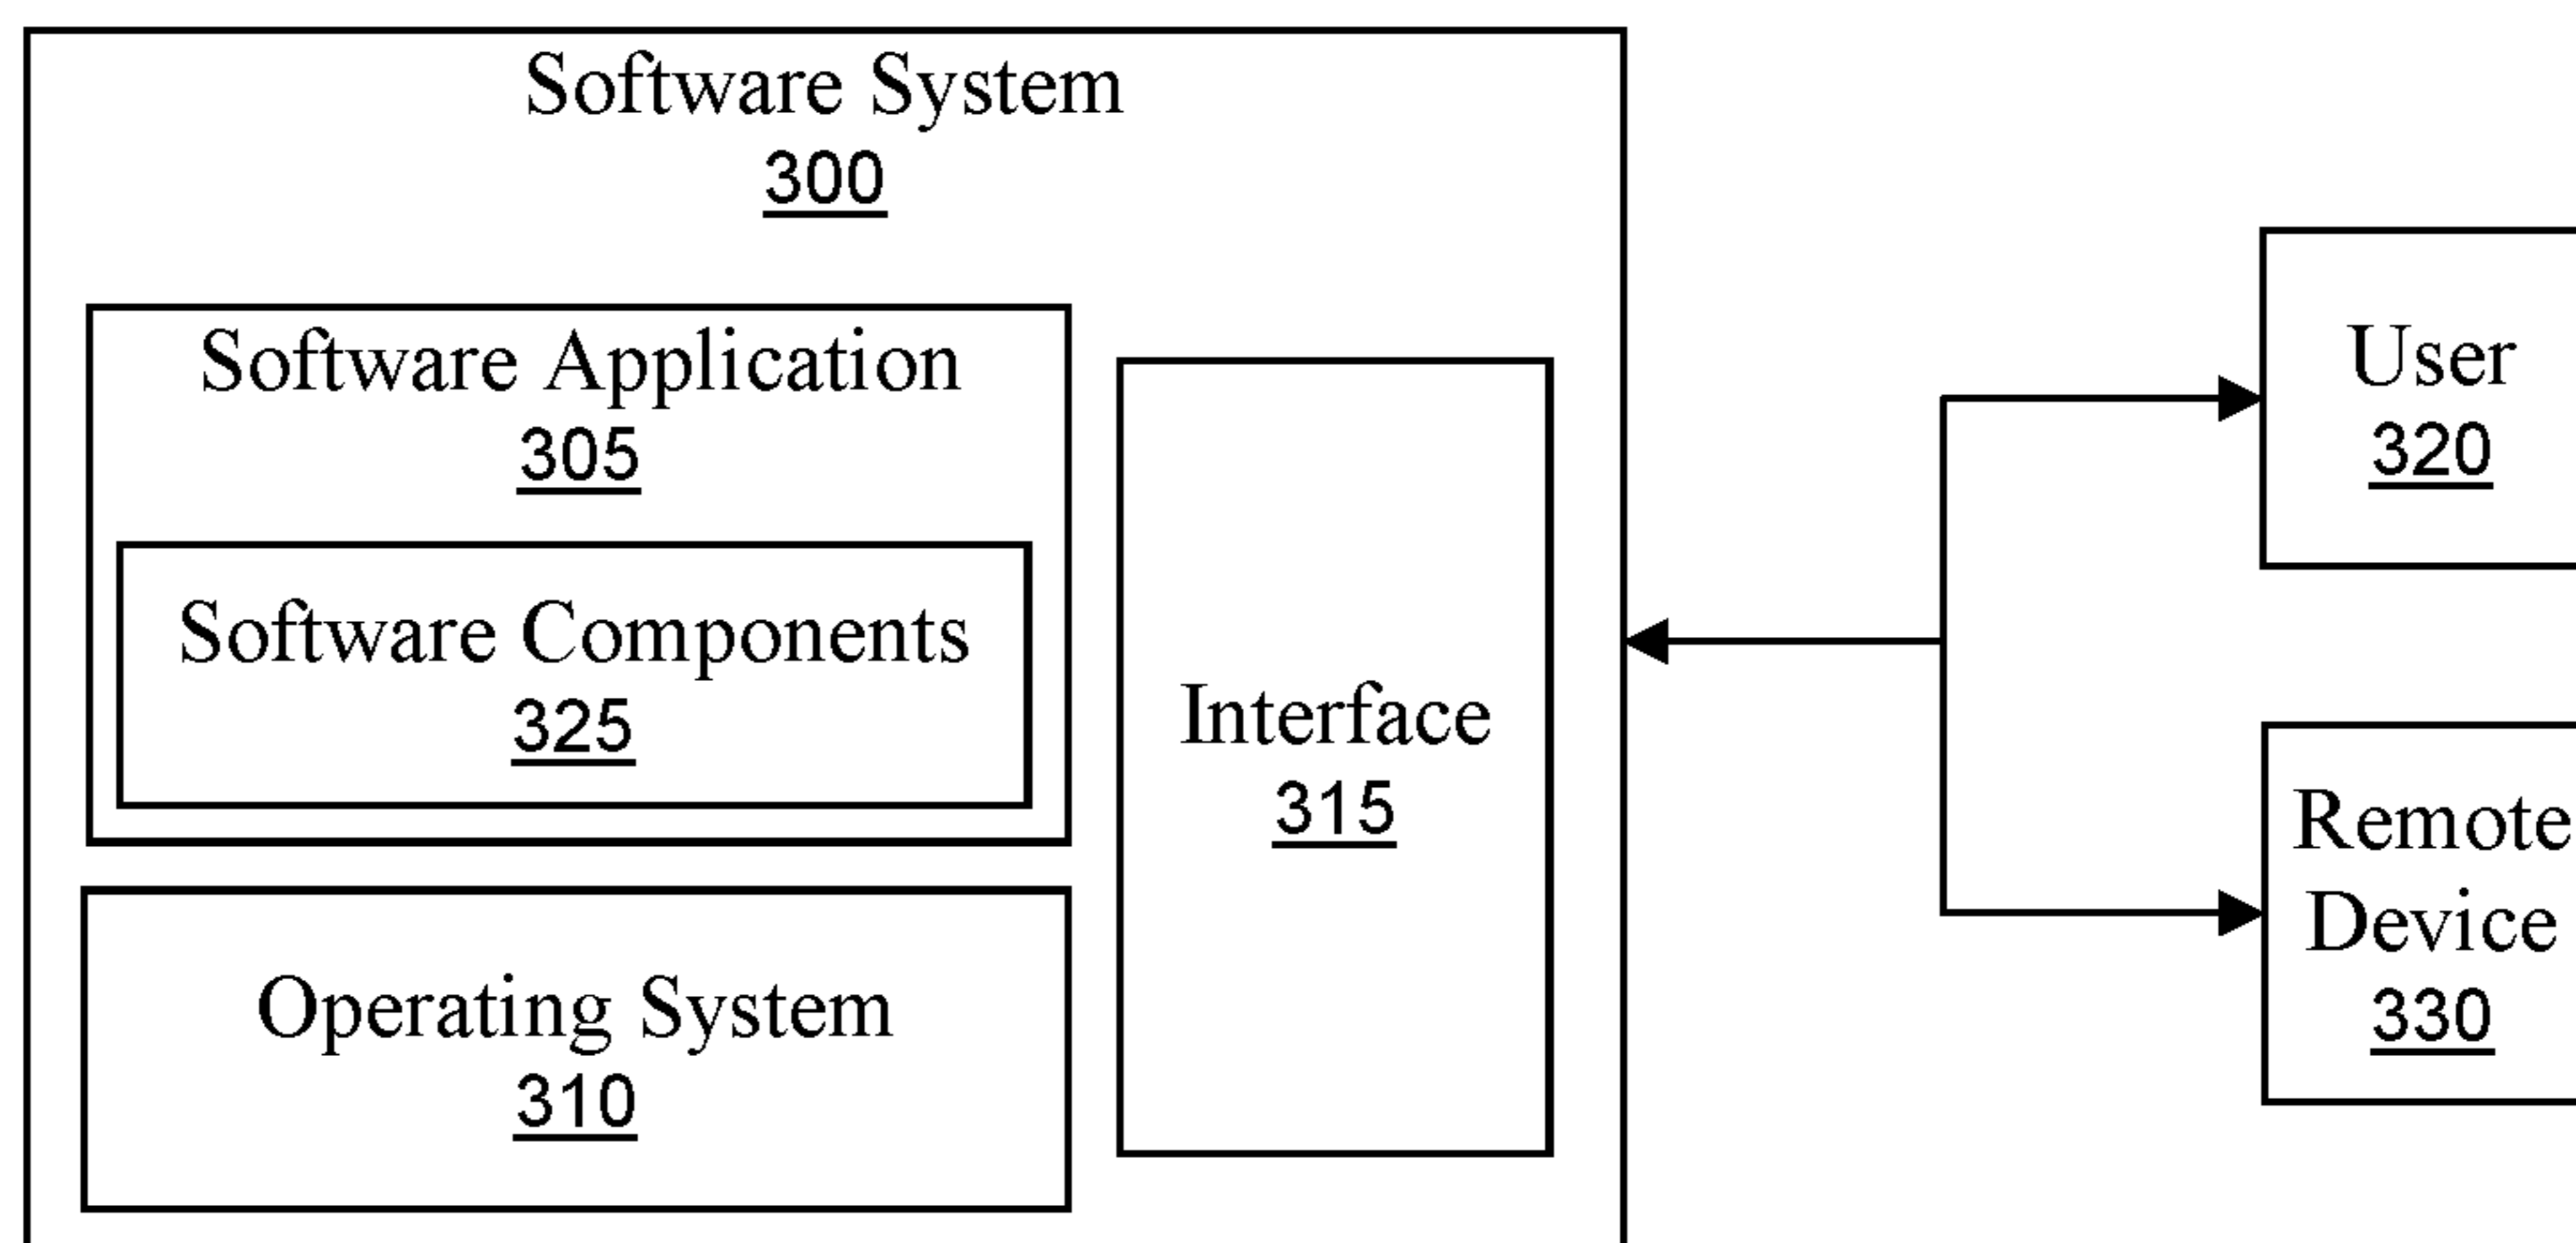 Software System
300
Software Application
305
Software Components
325
Operating System
310
Interface
315
User
320
Remote
Device
330